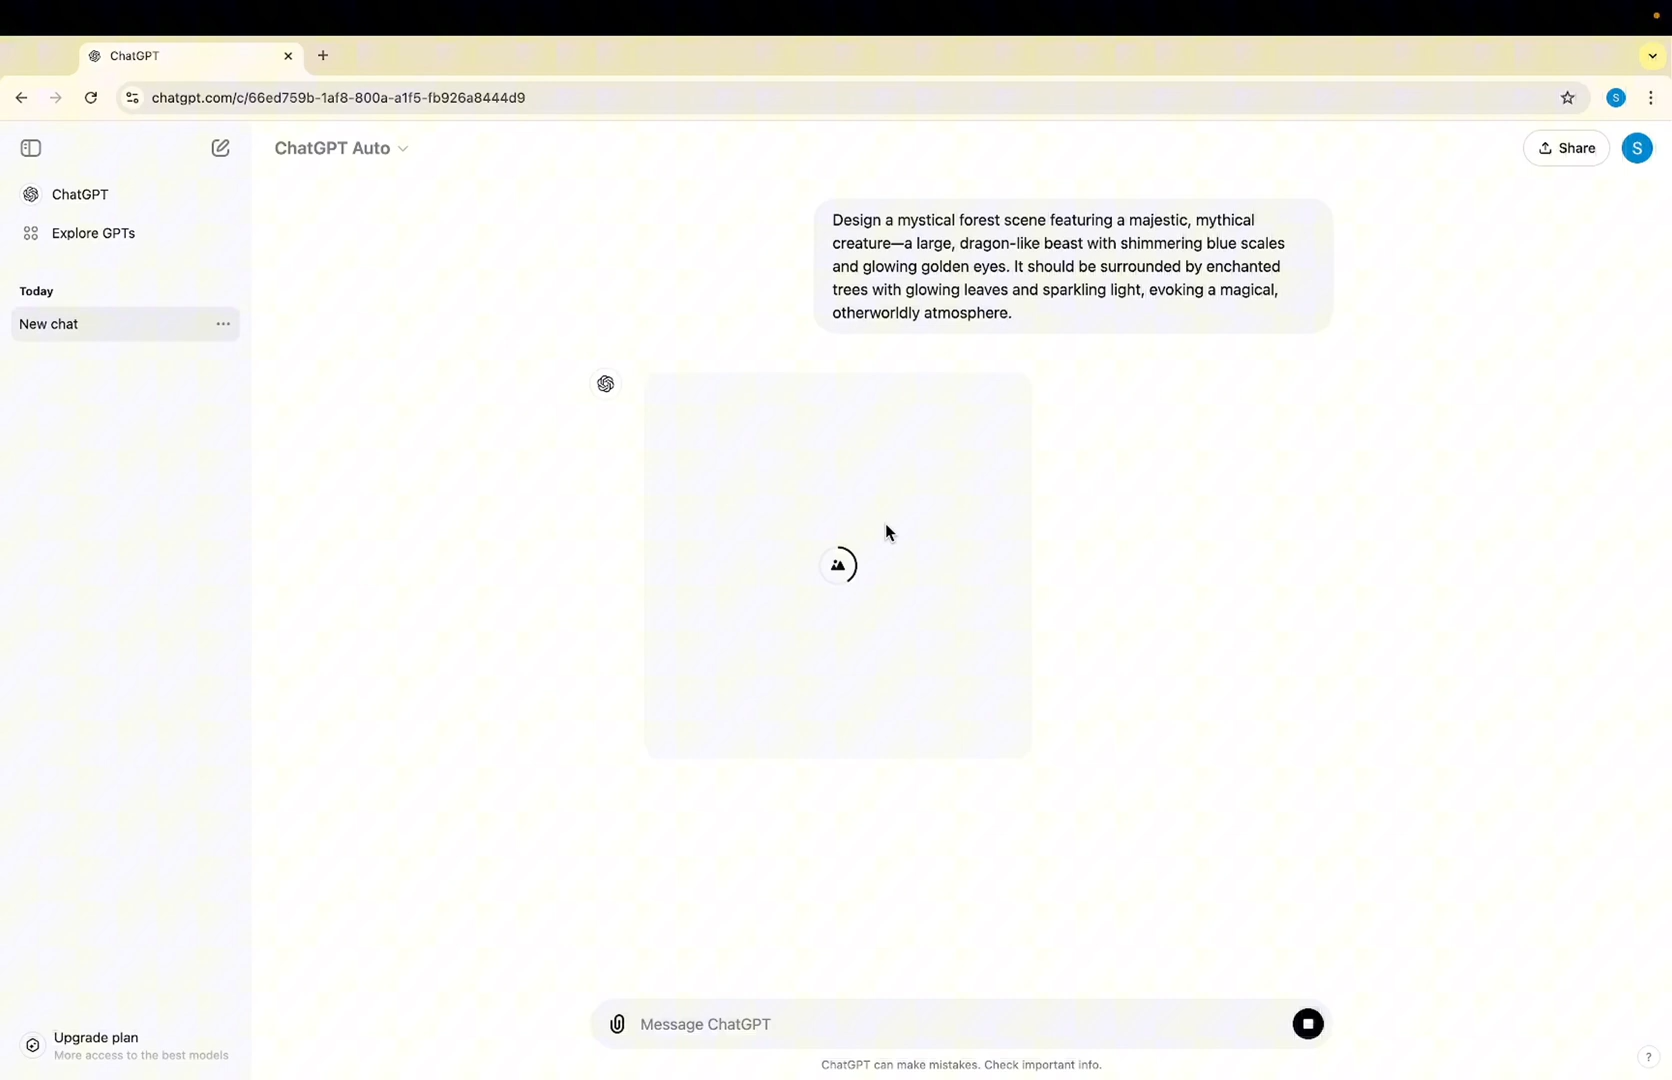 ChatGPT
chatgpt.com/c/66ed759b-1af8-800a-a1f5-fb926a8444d9
S
ChatGPT Auto
Share
S
ChatGPT
Explore GPTs
Today
New chat
Design a mystical forest scene featuring a majestic, mythical
creature—a large, dragon-like beast with shimmering blue scales
and glowing golden eyes. It should be surrounded by enchanted
trees with glowing leaves and sparkling light, evoking a magical,
otherworldly atmosphere.
Upgrade plan
More access to the best models
Message ChatGPT
ChatGPT can make mistakes. Check important info.
?